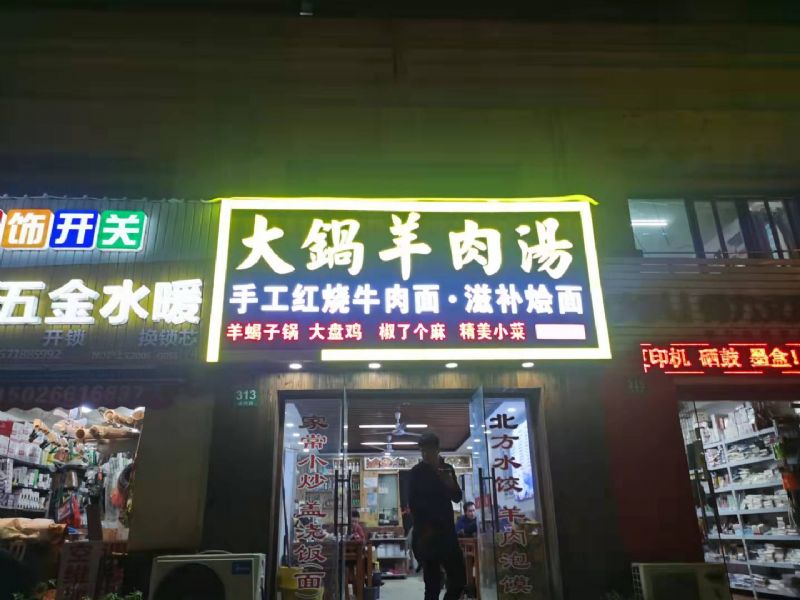 饰开关
五金水暖
开锁 换锁芯
大鍋羊肉湯
手工红烧牛肉面·滋补烩面
羊蝎子锅 大盘鸡 椒了个麻 精美小菜
313
印机 硒鼓 墨盒!
家常小炒 盖浇饭(面)
北方水饺 羊肉泡馍